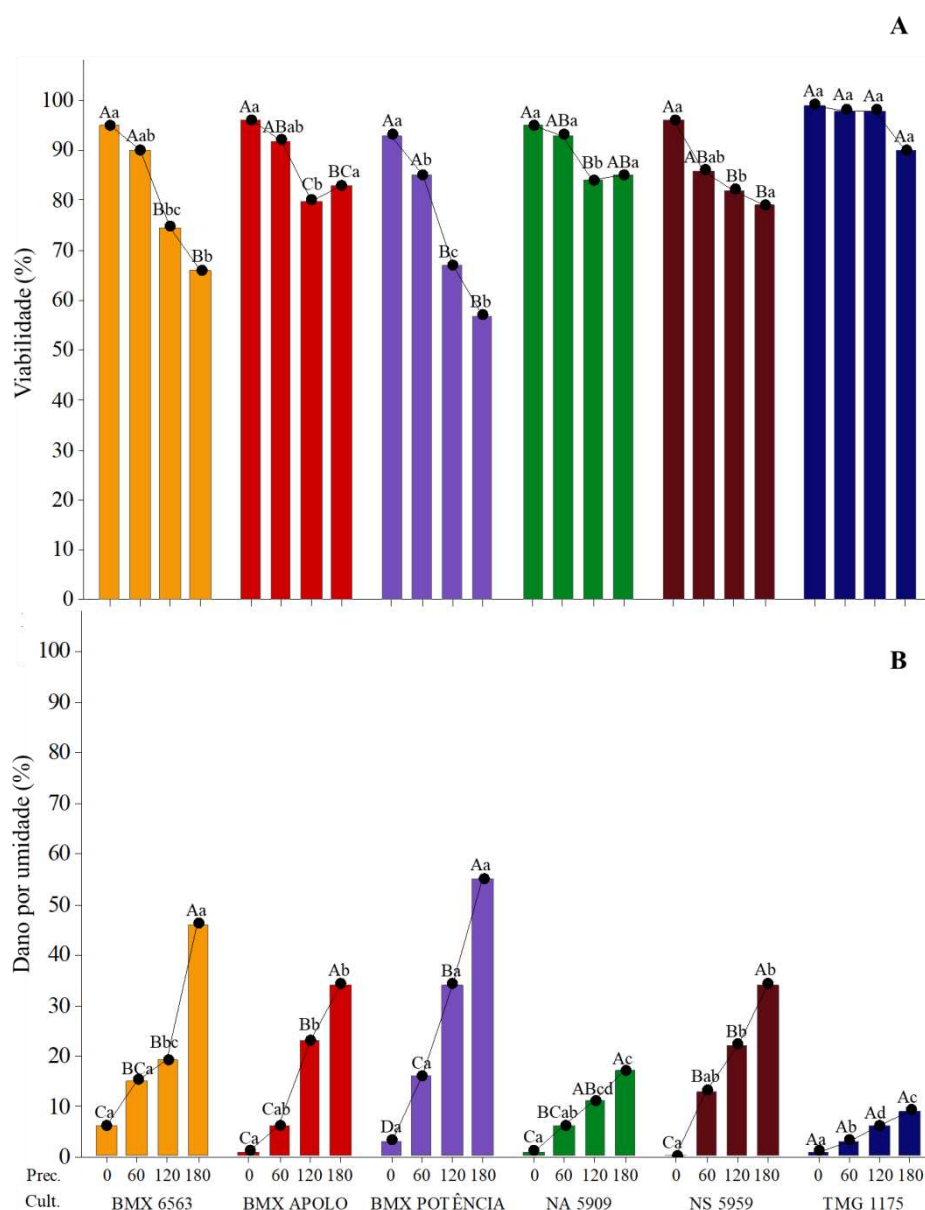 A
Viabilidade (%)
100
90
80
70
60
50
40
30
20
10
0
Aa Aab Bbc Bb
Aa ABab Cb BCa
Aa Ab Bc Bb
Aa ABa Bb ABa
Aa ABab Bb Ba
Aa Aa Aa Aa
B
Dano por umidade (%)
100
90
80
70
60
50
40
30
20
10
0
Ca BCa Bbc Aa
Ca Cab Bb Ab
Da Ca Ba Aa
Ca BCab ABcd Ac
Ca Bab Bb Ab
Aa Ab Ad Ac
Prec. 0 60 120 180 0 60 120 180 0 60 120 180 0 60 120 180 0 60 120 180 0 60 120 180
Cult. BMX 6563 BMX APOLO BMX POTÊNCIA NA 5909 NS 5959 TMG 1175